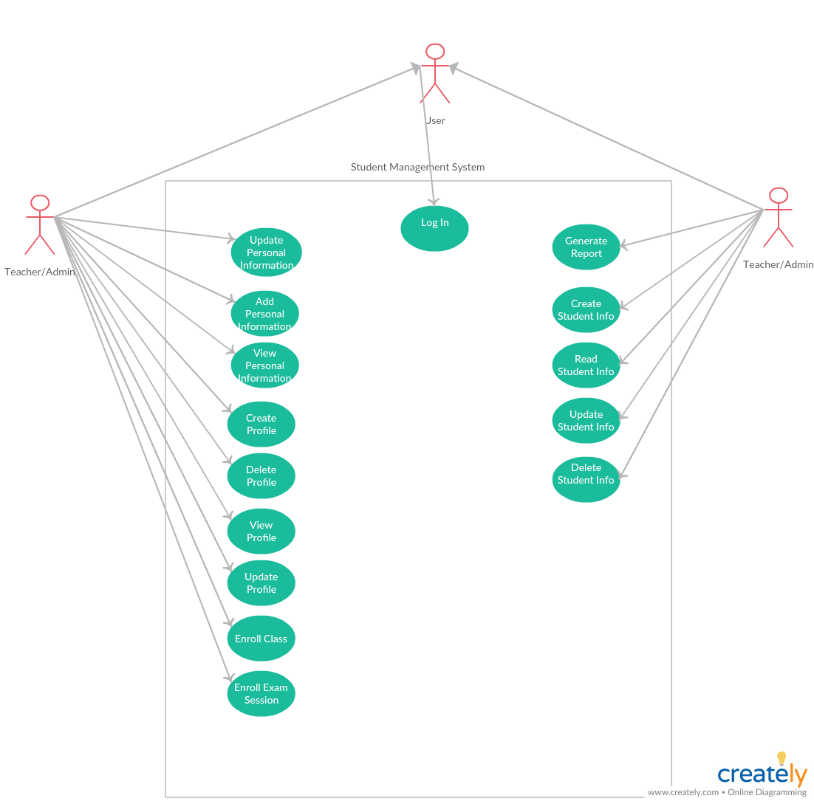 User
Student Management System
Teacher/Admin
Teacher/Admin
Log In
Update
Personal
Information
Add
Personal
Information
View
Personal
Information
Create
Profile
Delete
Profile
View
Profile
Update
Profile
Enroll Class
Enroll Exam
Session
Generate
Report
Create
Student Info
Read
Student Info
Update
Student Info
Delete
Student Info
creately
www.creately.com • Online Diagramming